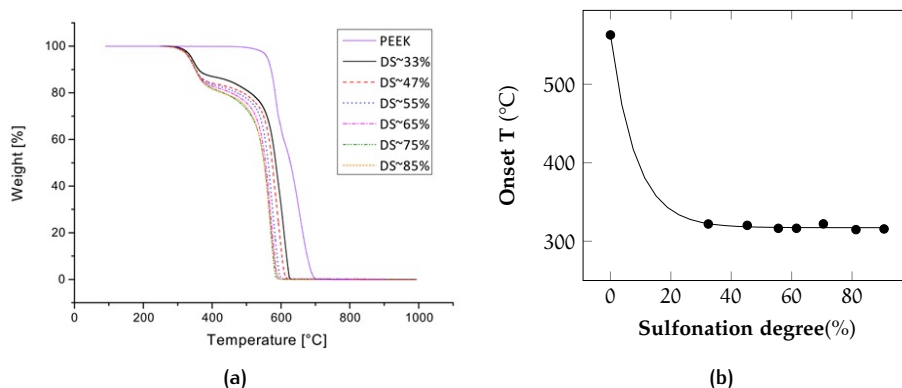 100
80
60
40
20
0
Weight [%]
0
200
400
600
800
1000
Temperature [°C]
PEEK
DS~33%
DS~47%
DS~55%
DS~65%
DS~75%
DS~85%
(a)
500
400
300
Onset T (°C)
0
20
40
60
80
Sulfonation degree(%)
(b)